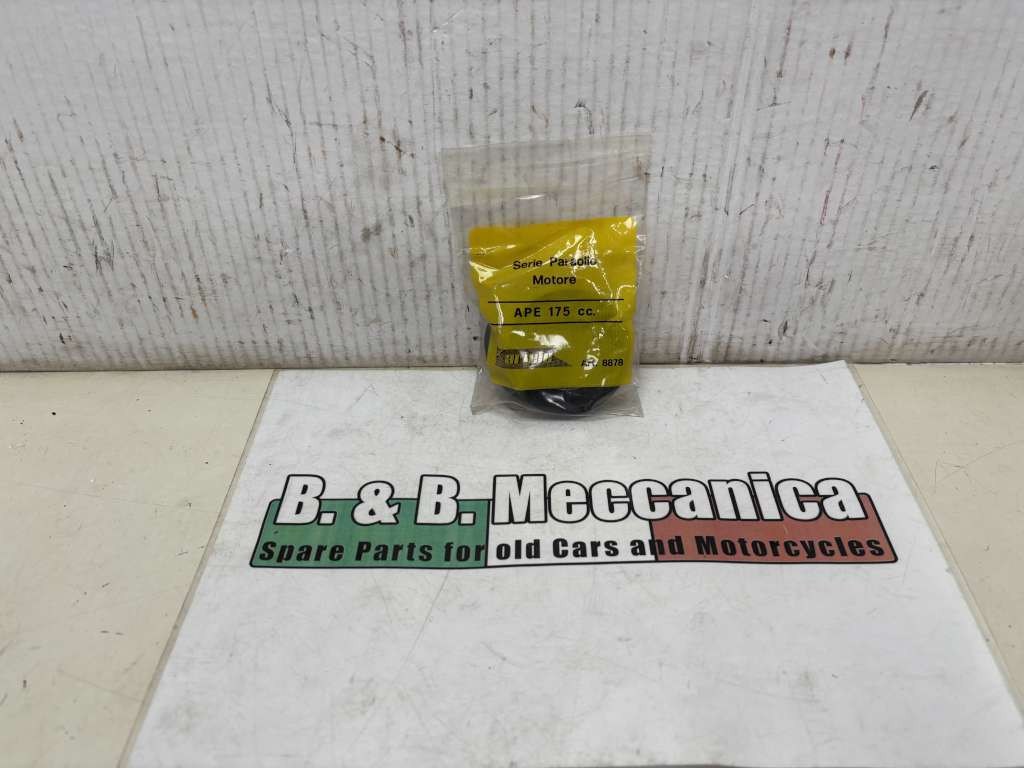 Serie Paraolio
Motore
APE 175 cc.
8878
B. & B. Meccanica
Spare Parts for old Cars and Motorcycles